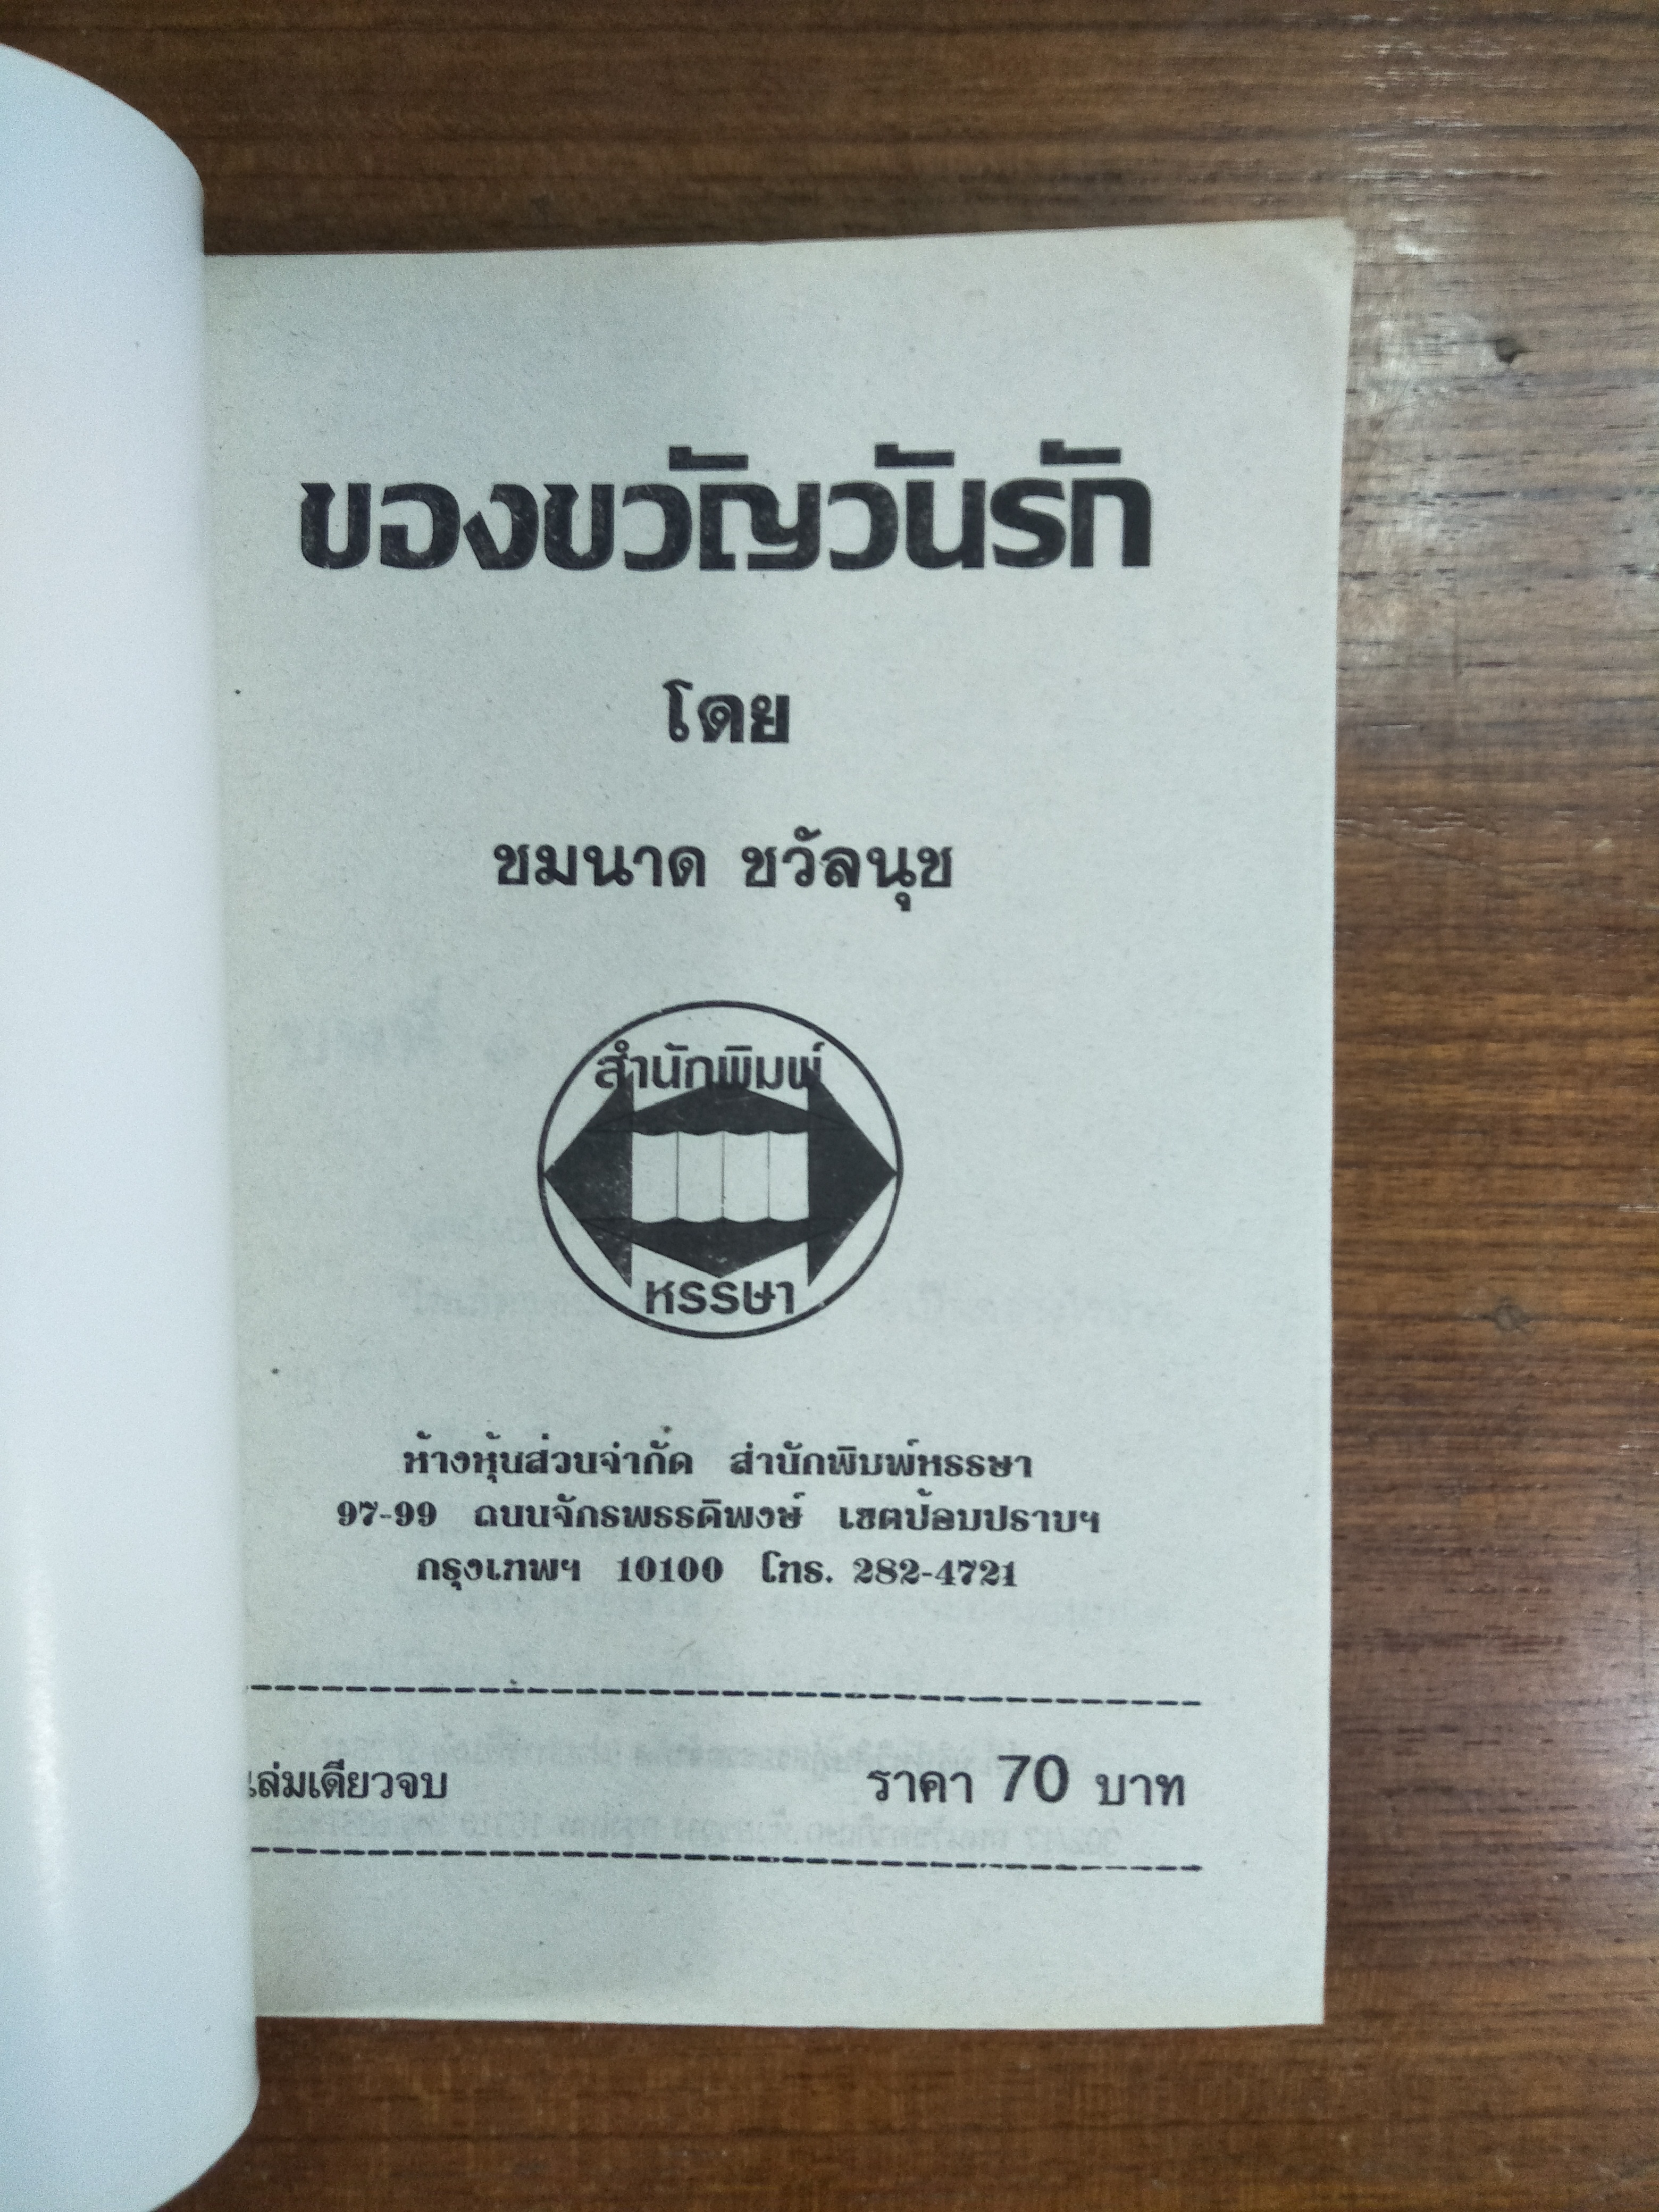 ของขวัญวันรัก
โดย
ชมนาด ชวัลนุช
สำนักพิมพ์
หรรษา
ห้างหุ้นส่วนจำกัด สำนักพิมพ์หรรษา
97-99 ถนนจักรพรรดิพงษ์ เขตป้อมปราบฯ
กรุงเทพฯ 10100 โทร. 282-4721
เล่มเดียวจบ ราคา 70 บาท